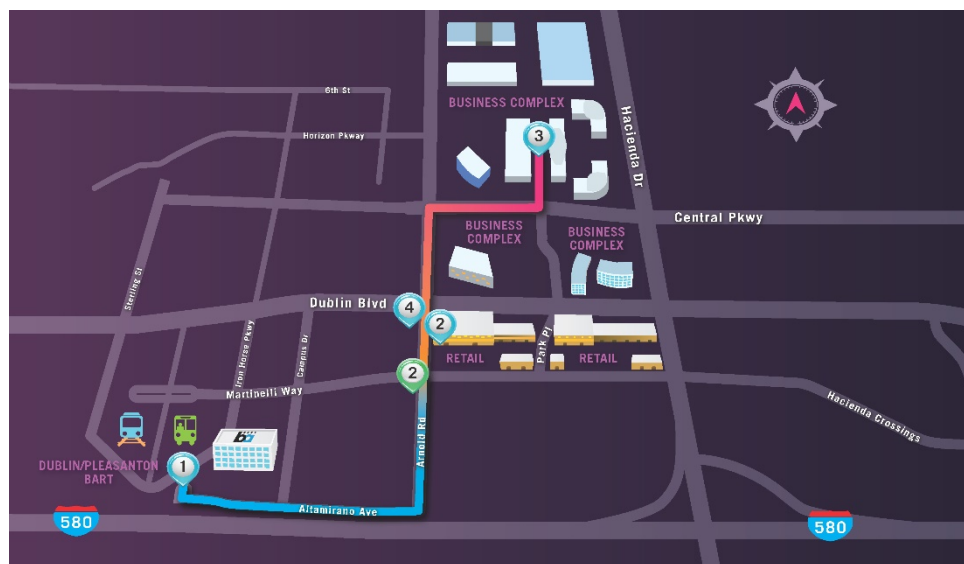 6th St
BUSINESS COMPLEX
Hacienda Dr
Horizon Pkwy
3
Central Pkwy
BUSINESS
COMPLEX
BUSINESS
COMPLEX
Sterling St
Dublin Blvd
4
2
Iron Horse Pkwy
Campus Dr
Park Pl
RETAIL
RETAIL
2
Martinelli Way
Hacienda Crossings
Arnold Rd
DUBLIN/PLEASANTON
BART
1
Altamirano Ave
580
580